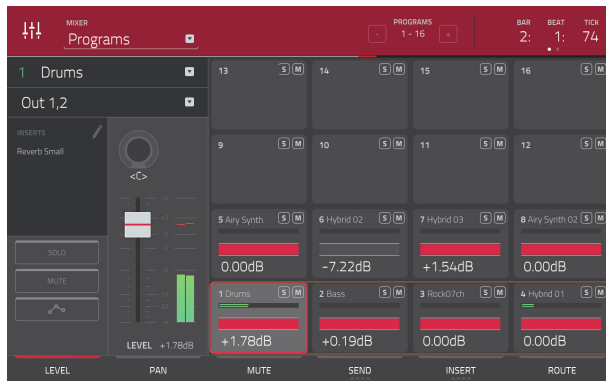 MIXER
Programs
PROGRAMS
- 1 - 16 +
BAR BEAT TICK
2: 1: 74
1 Drums
Out 1,2
INSERTS
Reverb Small
<C>
SOLO
MUTE
LEVEL +1.78dB
13 S M 14 S M 15 S M 16 S M
9 S M 10 S M 11 S M 12 S M
5 Airy Synth S M 6 Hybrid 02 S M 7 Hybrid 03 S M 8 Airy Synth 02 S M
0.00dB -7.22dB +1.54dB 0.00dB
1 Drums S M 2 Bass S M 3 Rock07ch S M 4 Hybrid 01 S M
+1.78dB +0.19dB 0.00dB 0.00dB
LEVEL PAN MUTE SEND INSERT ROUTE